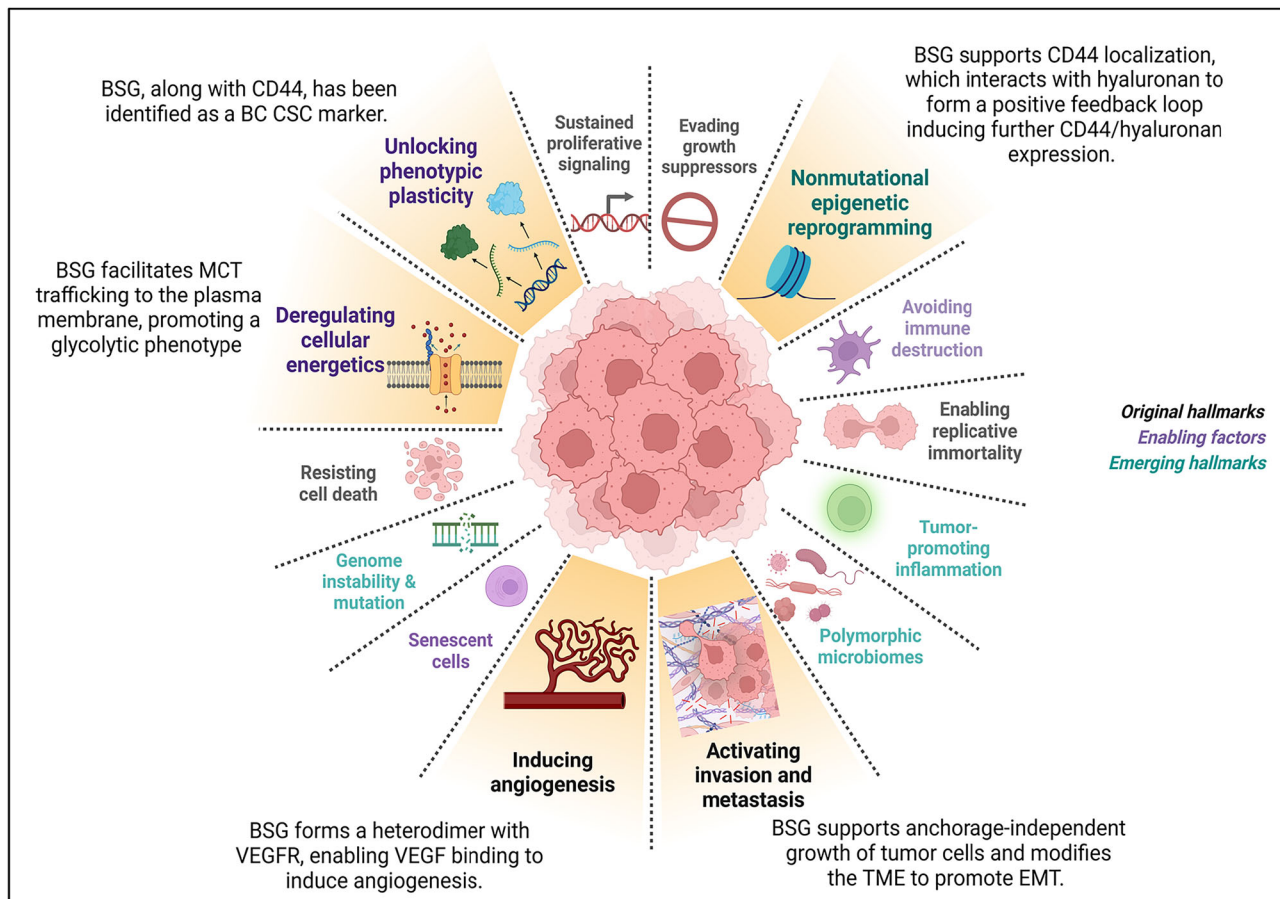 BSG, along with CD44, has been
identified as a BC CSC marker.
Unlocking
phenotypic
plasticity
Sustained
proliferative
signaling
Evading
growth
suppressors
BSG supports CD44 localization,
which interacts with hyaluronan to
form a positive feedback loop
inducing further CD44/hyaluronan
expression.
Nonmutational
epigenetic
reprogramming
BSG facilitates MCT
trafficking to the plasma
membrane, promoting a
glycolytic phenotype
Deregulating
cellular
energetics
Avoiding
immune
destruction
Enabling
replicative
immortality
Original hallmarks
Enabling factors
Emerging hallmarks
Resisting
cell death
Genome
instability &
mutation
Tumor-
promoting
inflammation
Senescent
cells
Polymorphic
microbiomes
Inducing
angiogenesis
Activating
invasion and
metastasis
BSG forms a heterodimer with
VEGFR, enabling VEGF binding to
induce angiogenesis.
BSG supports anchorage-independent
growth of tumor cells and modifies
the TME to promote EMT.